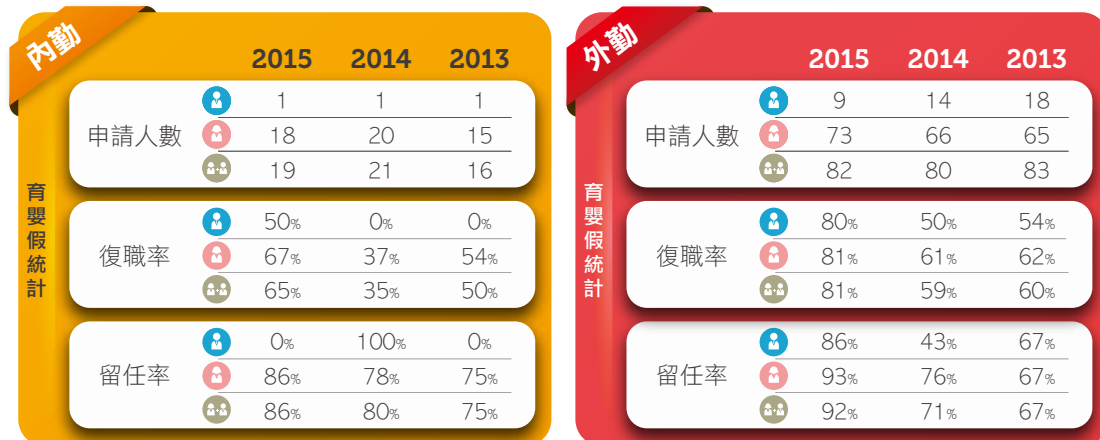 內勤
2015 2014 2013
育嬰假統計
申請人數
1 1 1
18 20 15
19 21 16
復職率
50% 0% 0%
67% 37% 54%
65% 35% 50%
留任率
0% 100% 0%
86% 78% 75%
86% 80% 75%
外勤
2015 2014 2013
育嬰假統計
申請人數
9 14 18
73 66 65
82 80 83
復職率
80% 50% 54%
81% 61% 62%
81% 59% 60%
留任率
86% 43% 67%
93% 76% 67%
92% 71% 67%